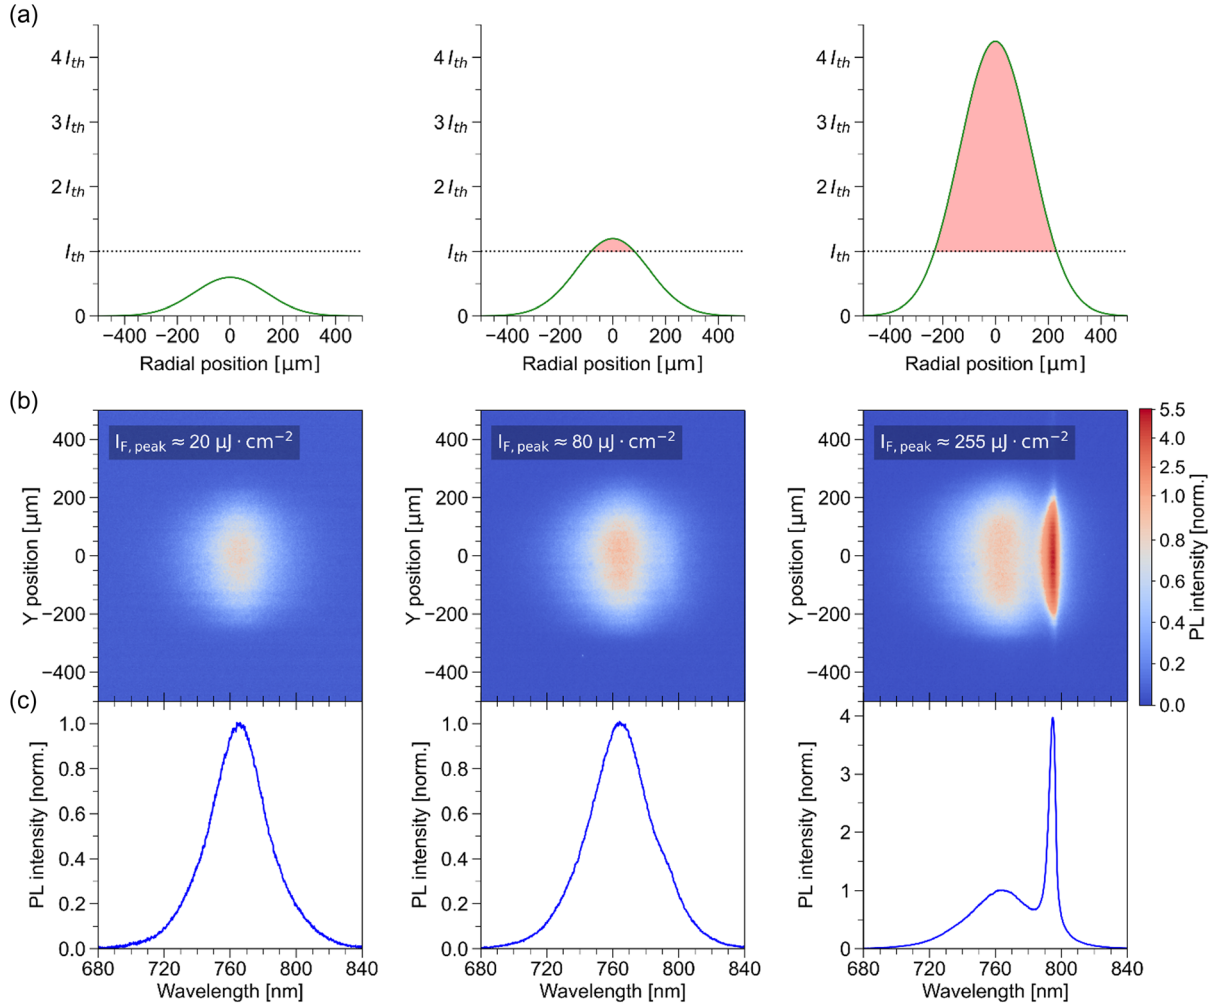 (a)
4 I_th
3 I_th
2 I_th
I_th
0
−400 −200 0 200 400
Radial position [μm]
4 I_th
3 I_th
2 I_th
I_th
0
−400 −200 0 200 400
Radial position [μm]
4 I_th
3 I_th
2 I_th
I_th
0
−400 −200 0 200 400
Radial position [μm]
(b)
Y position [μm]
400
200
0
−200
−400
I_F, peak ≈ 20 μJ · cm⁻²
Y position [μm]
400
200
0
−200
−400
I_F, peak ≈ 80 μJ · cm⁻²
Y position [μm]
400
200
0
−200
−400
I_F, peak ≈ 255 μJ · cm⁻²
5.5
4.0
2.5
1.0
0.8
0.6
0.4
0.2
0.0
PL intensity [norm.]
(c)
PL intensity [norm.]
1.0
0.8
0.6
0.4
0.2
0.0
680 720 760 800 840
Wavelength [nm]
PL intensity [norm.]
1.0
0.8
0.6
0.4
0.2
0.0
680 720 760 800 840
Wavelength [nm]
PL intensity [norm.]
4
3
2
1
0
680 720 760 800 840
Wavelength [nm]